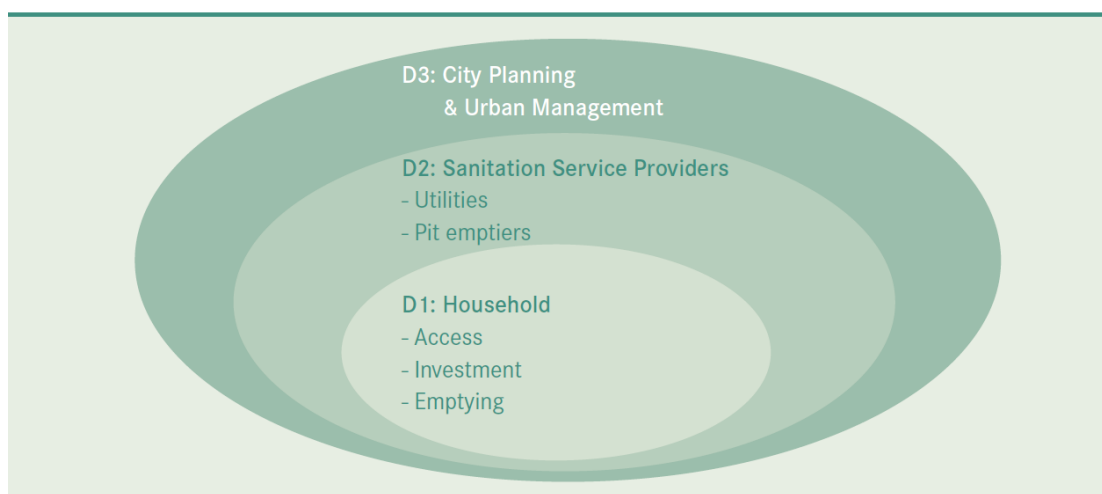 D3: City Planning
& Urban Management
D2: Sanitation Service Providers
- Utilities
- Pit emptiers
D1: Household
- Access
- Investment
- Emptying